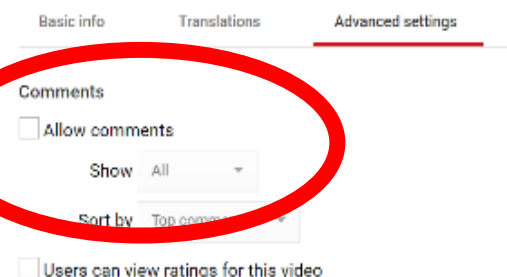 Basic info Translations Advanced settings
Comments
Allow comments
Show All
Sort by Top
Users can view ratings for this video